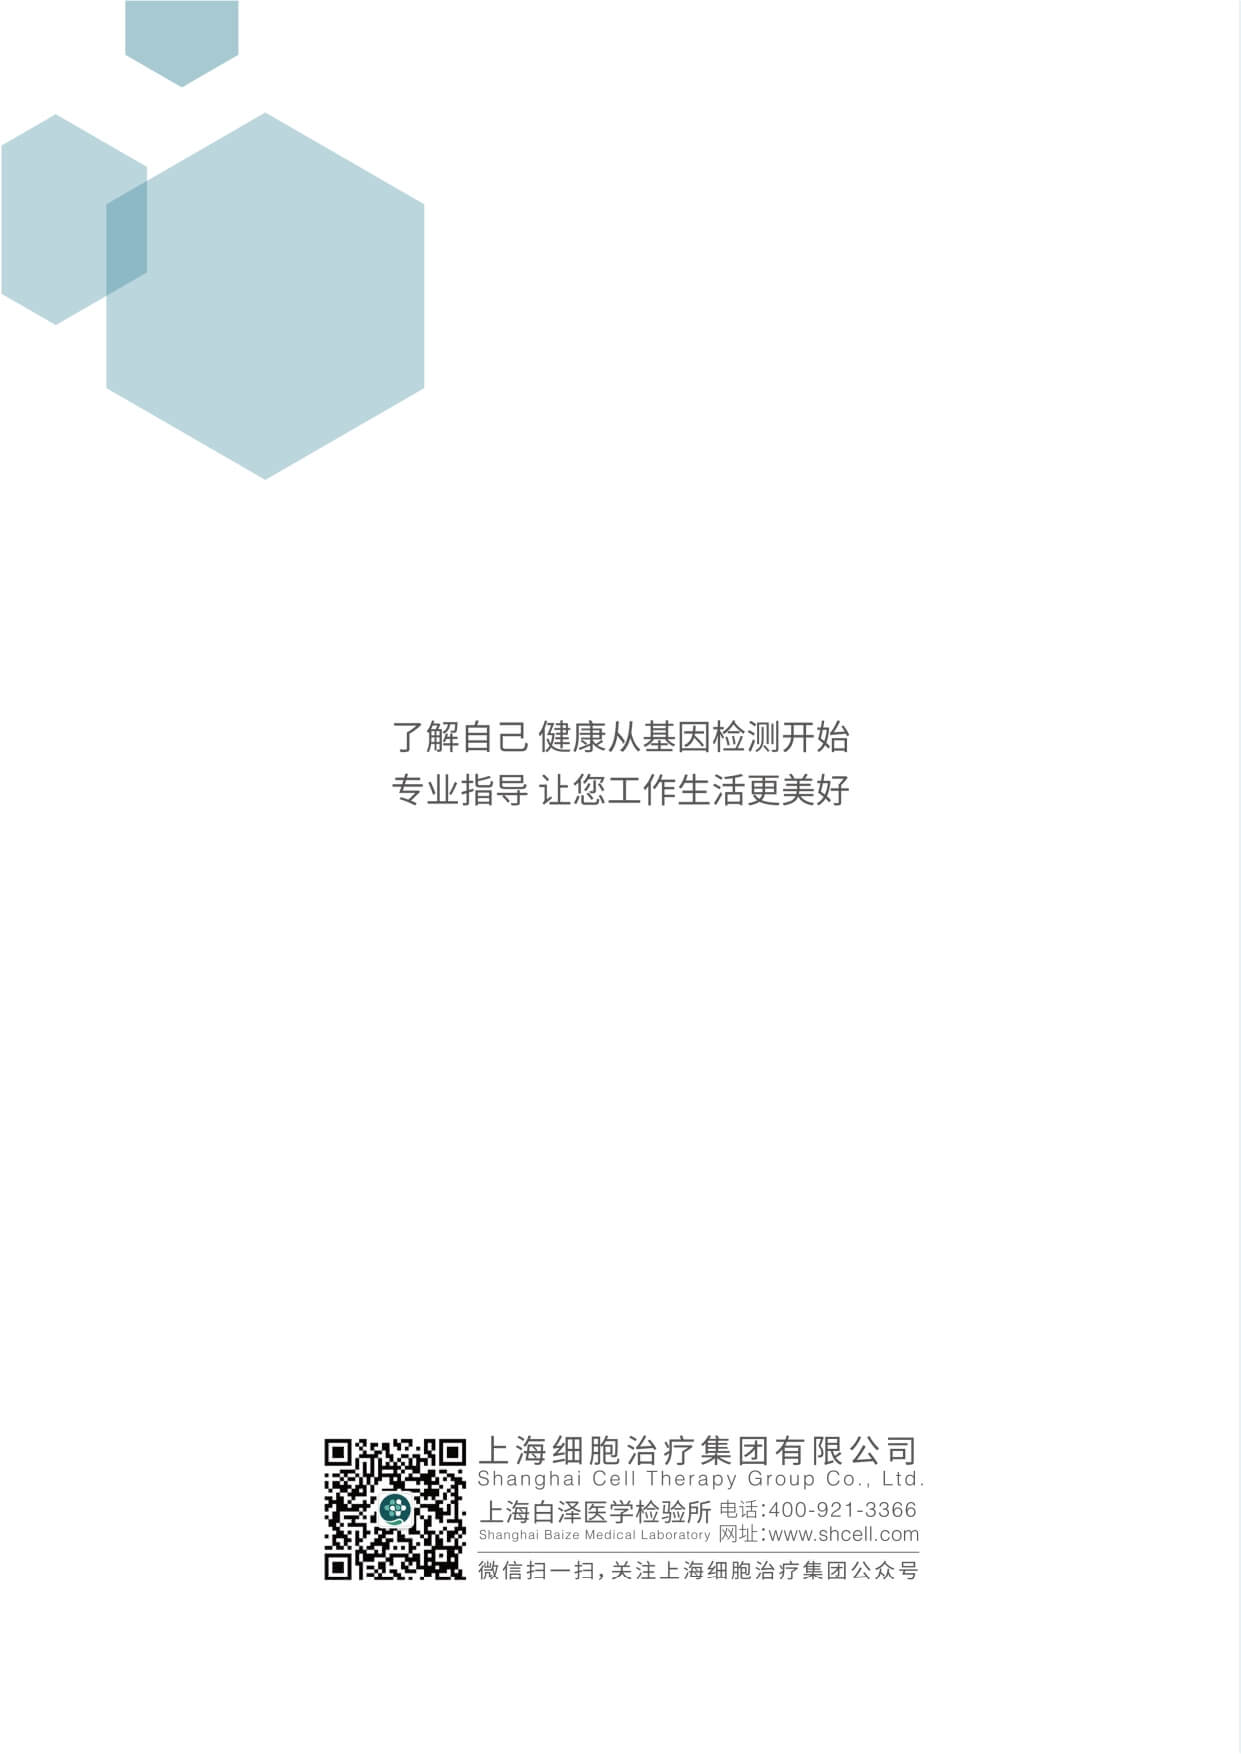 了解自己 健康从基因检测开始
专业指导 让您工作生活更美好
上海细胞治疗集团有限公司
Shanghai Cell Therapy Group Co., Ltd.
上海白泽医学检验所 电话：400-921-3366
Shanghai Baize Medical Laboratory 网址：www.shcell.com
微信扫一扫，关注上海细胞治疗集团公众号